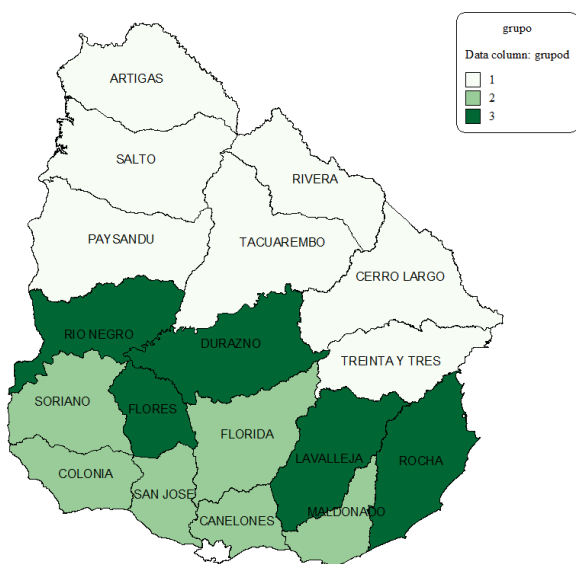 grupo
Data column: grupod
1
2
3
ARTIGAS
SALTO
RIVERA
PAYSANDU
TACUAREMBO
CERRO LARGO
RIO NEGRO
DURAZNO
TREINTA Y TRES
SORIANO
FLORES
FLORIDA
LAVALLEJA
ROCHA
COLONIA
SAN JOSE
CANELONES
MALDONADO